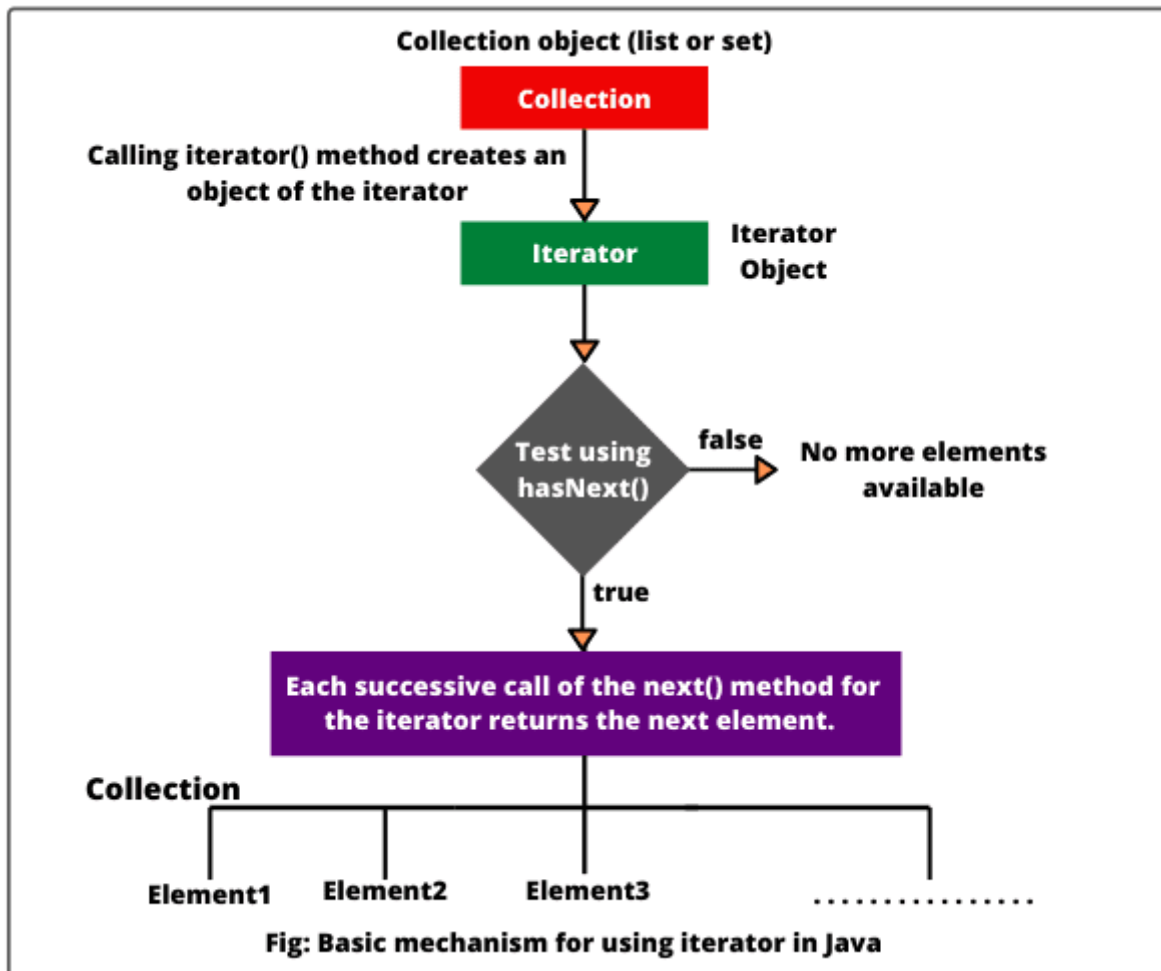 Collection object (list or set)
Collection
Calling iterator() method creates an
object of the iterator
Iterator
Iterator
Object
Test using
hasNext()
false
No more elements
available
true
Each successive call of the next() method for
the iterator returns the next element.
Collection
Element1
Element2
Element3
.................
Fig: Basic mechanism for using iterator in Java